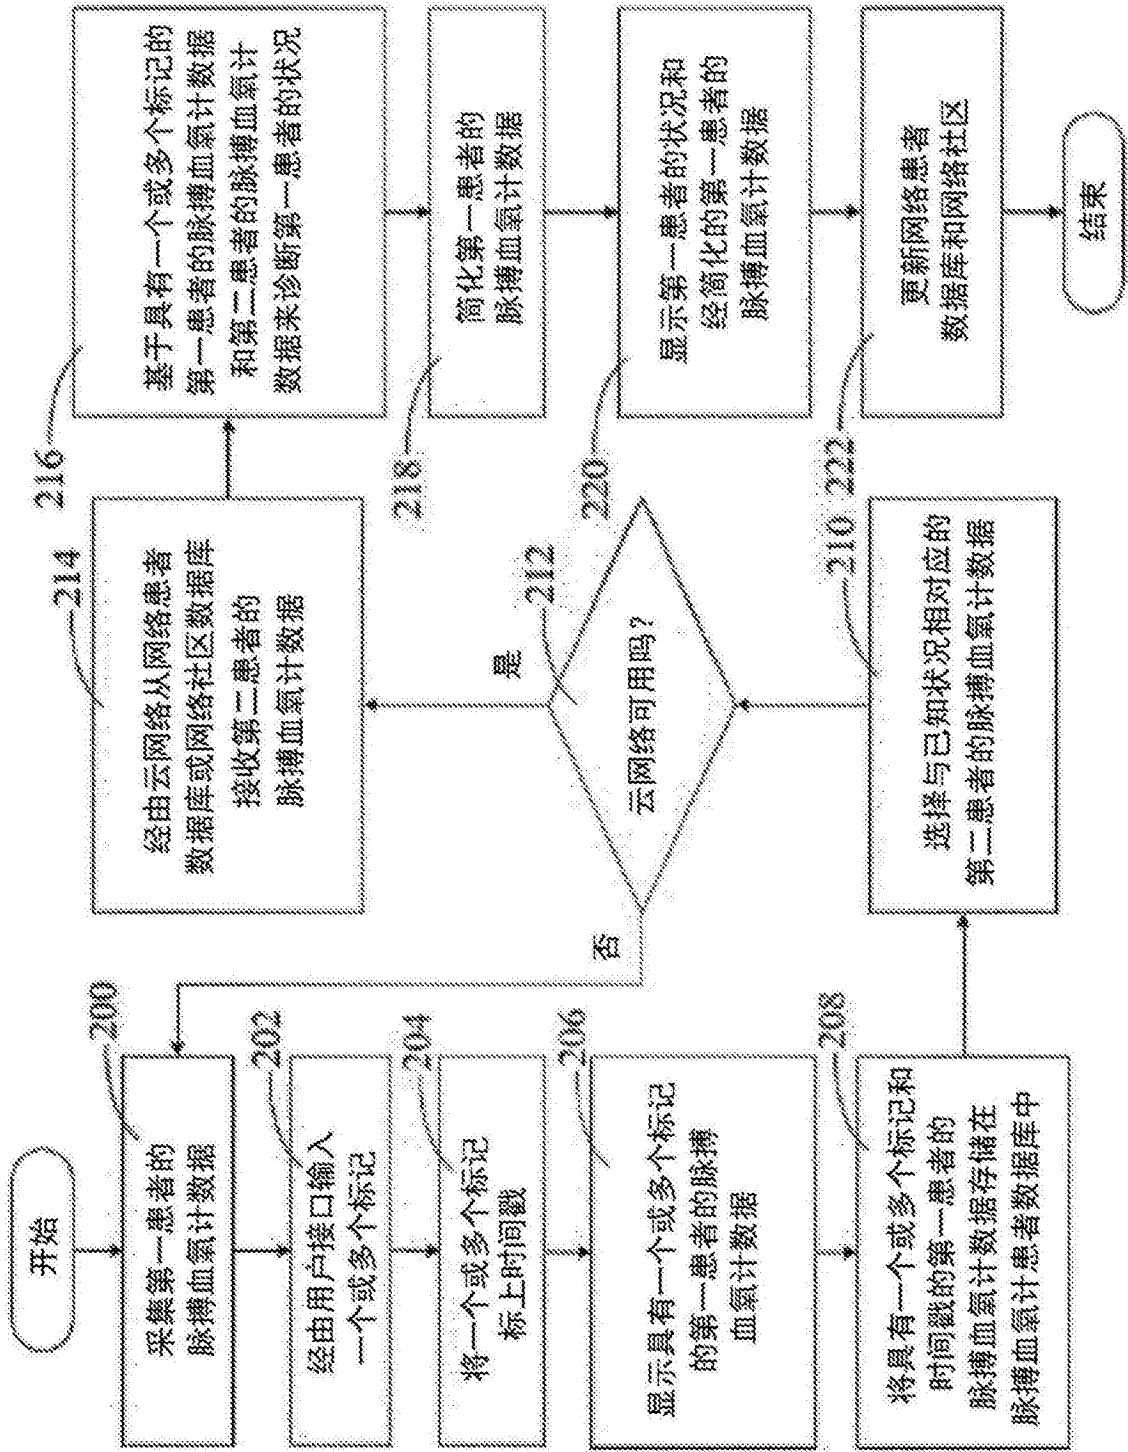 开始
200
采集第一患者的
脉搏血氧计数据
202
经由用户接口输入
一个或多个标记
204
将一个或多个标记
标上时间戳
206
显示具有一个或多个标记
的第一患者的脉搏
血氧计数据
208
将具有一个或多个标记和
时间戳的第一患者的
脉搏血氧计数据存储在
脉搏血氧计患者数据库中
210
选择与已知状况相对应的
第二患者的脉搏血氧计数据
212
云网络可用吗?
否
是
214
经由云网络从网络患者
数据库或网络社区数据库
接收第二患者的
脉搏血氧计数据
216
基于具有一个或多个标记的
第一患者的脉搏血氧计数据
和第二患者的脉搏血氧计
数据来诊断第一患者的状况
218
简化第一患者的
脉搏血氧计数据
220
显示第一患者的状况和
经简化的第一患者的
脉搏血氧计数据
222
更新网络患者
数据库和网络社区
结束